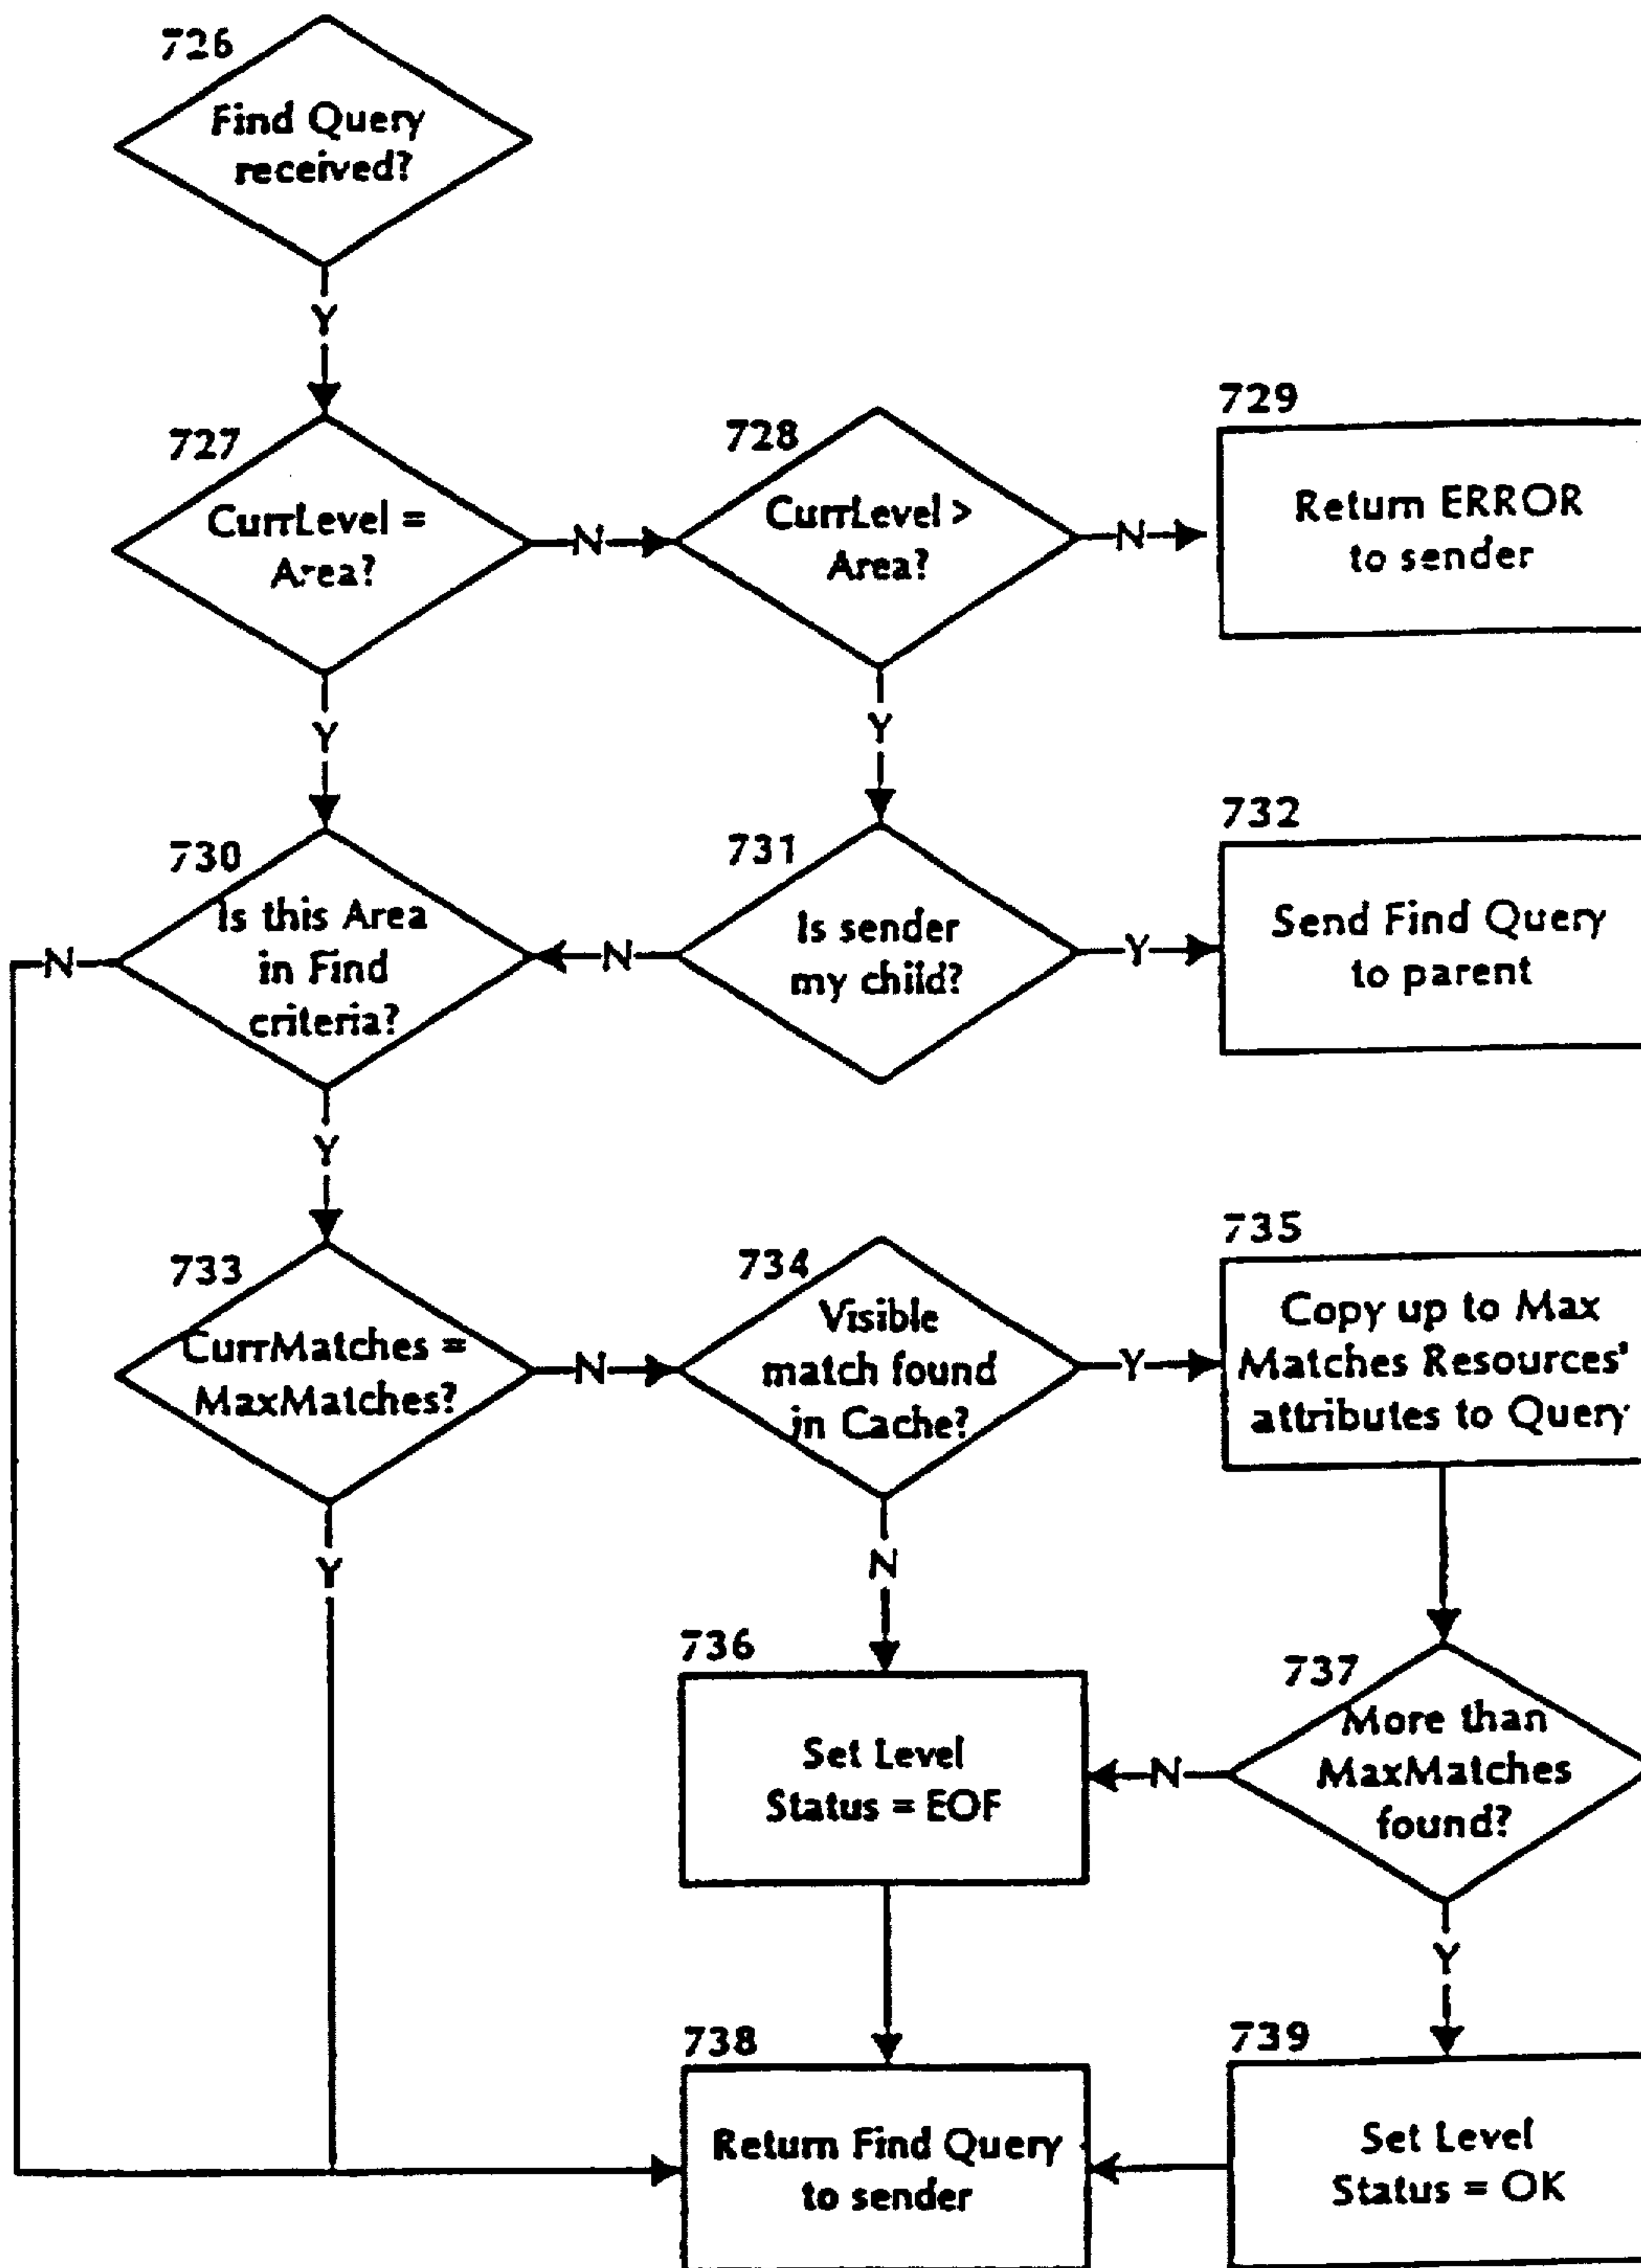 726
Find Query
received?
Y
727
CurrLevel =
Area?
N
728
CurrLevel >
Area?
N
729
Return ERROR
to sender
Y
Y
730
Is this Area
in Find
criteria?
N
N
731
Is sender
my child?
Y
732
Send Find Query
to parent
Y
733
CurrMatches =
MaxMatches?
N
734
Visible
match found
in Cache?
Y
735
Copy up to Max
Matches Resources'
attributes to Query
Y
N
736
Set Level
Status = EOF
N
737
More than
MaxMatches
found?
Y
738
Return Find Query
to sender
739
Set Level
Status = OK